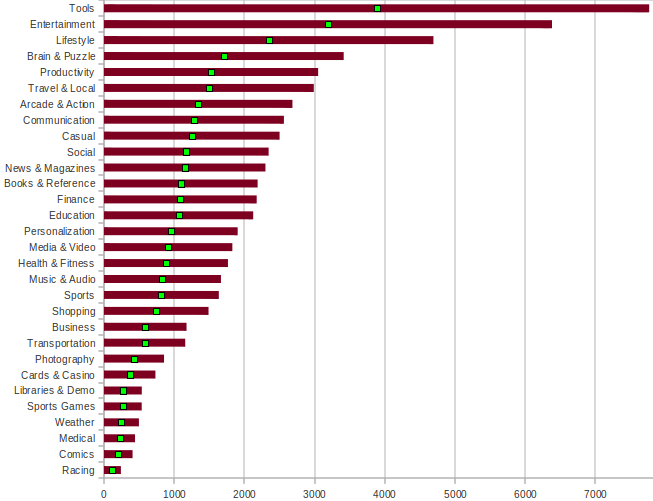 Tools
Entertainment
Lifestyle
Brain & Puzzle
Productivity
Travel & Local
Arcade & Action
Communication
Casual
Social
News & Magazines
Books & Reference
Finance
Education
Personalization
Media & Video
Health & Fitness
Music & Audio
Sports
Shopping
Business
Transportation
Photography
Cards & Casino
Libraries & Demo
Sports Games
Weather
Medical
Comics
Racing
0 1000 2000 3000 4000 5000 6000 7000